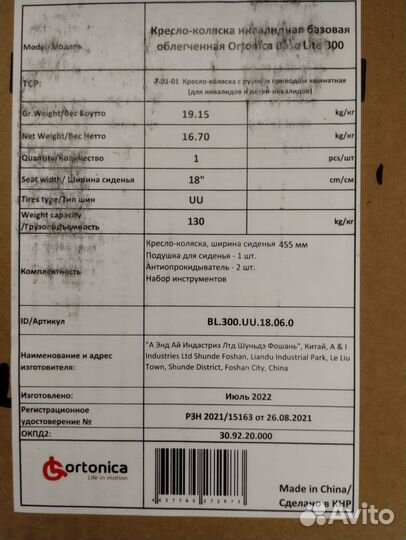 Model/Модель
Кресло-коляска инвалидная базовая
облегченная Ortonica Base Lite 300
ТСР:
7-01-01 Кресло-коляска с ручным приводом комнатная
(для инвалидов и детей-инвалидов)
Gr.Weight/Вес Брутто 19.15 kg/кг
Net Weight/Вес Нетто 16.70 kg/кг
Quantity/Количество 1 pcs/шт
Seat width/ Ширина сиденья 18" cm/см
Tires type/Тип шин UU
Weight capacity
/Грузоподъемность 130 kg/кг
Комплектность
Кресло-коляска, ширина сиденья 455 мм
Подушка для сиденья - 1 шт.
Антиопрокидыватель - 2 шт.
Набор инструментов
ID/Артикул BL.300.UU.18.06.0
Наименование и адрес
изготовителя:
"А Энд Ай Индастриз Лтд Шуньдэ Фошань", Китай, A & I
Industries Ltd Shunde Foshan, Liandu Industrial Park, Le Liu
Town, Shunde District, Foshan City, China
Изготовлено: Июль 2022
Регистрационное
удостоверение №
РЗН 2021/15163 от 26.08.2021
ОКПД2: 30.92.20.000
ortonica
Life in motion
4 657785 272973
Made in China/
Сделано в КНР
Avito